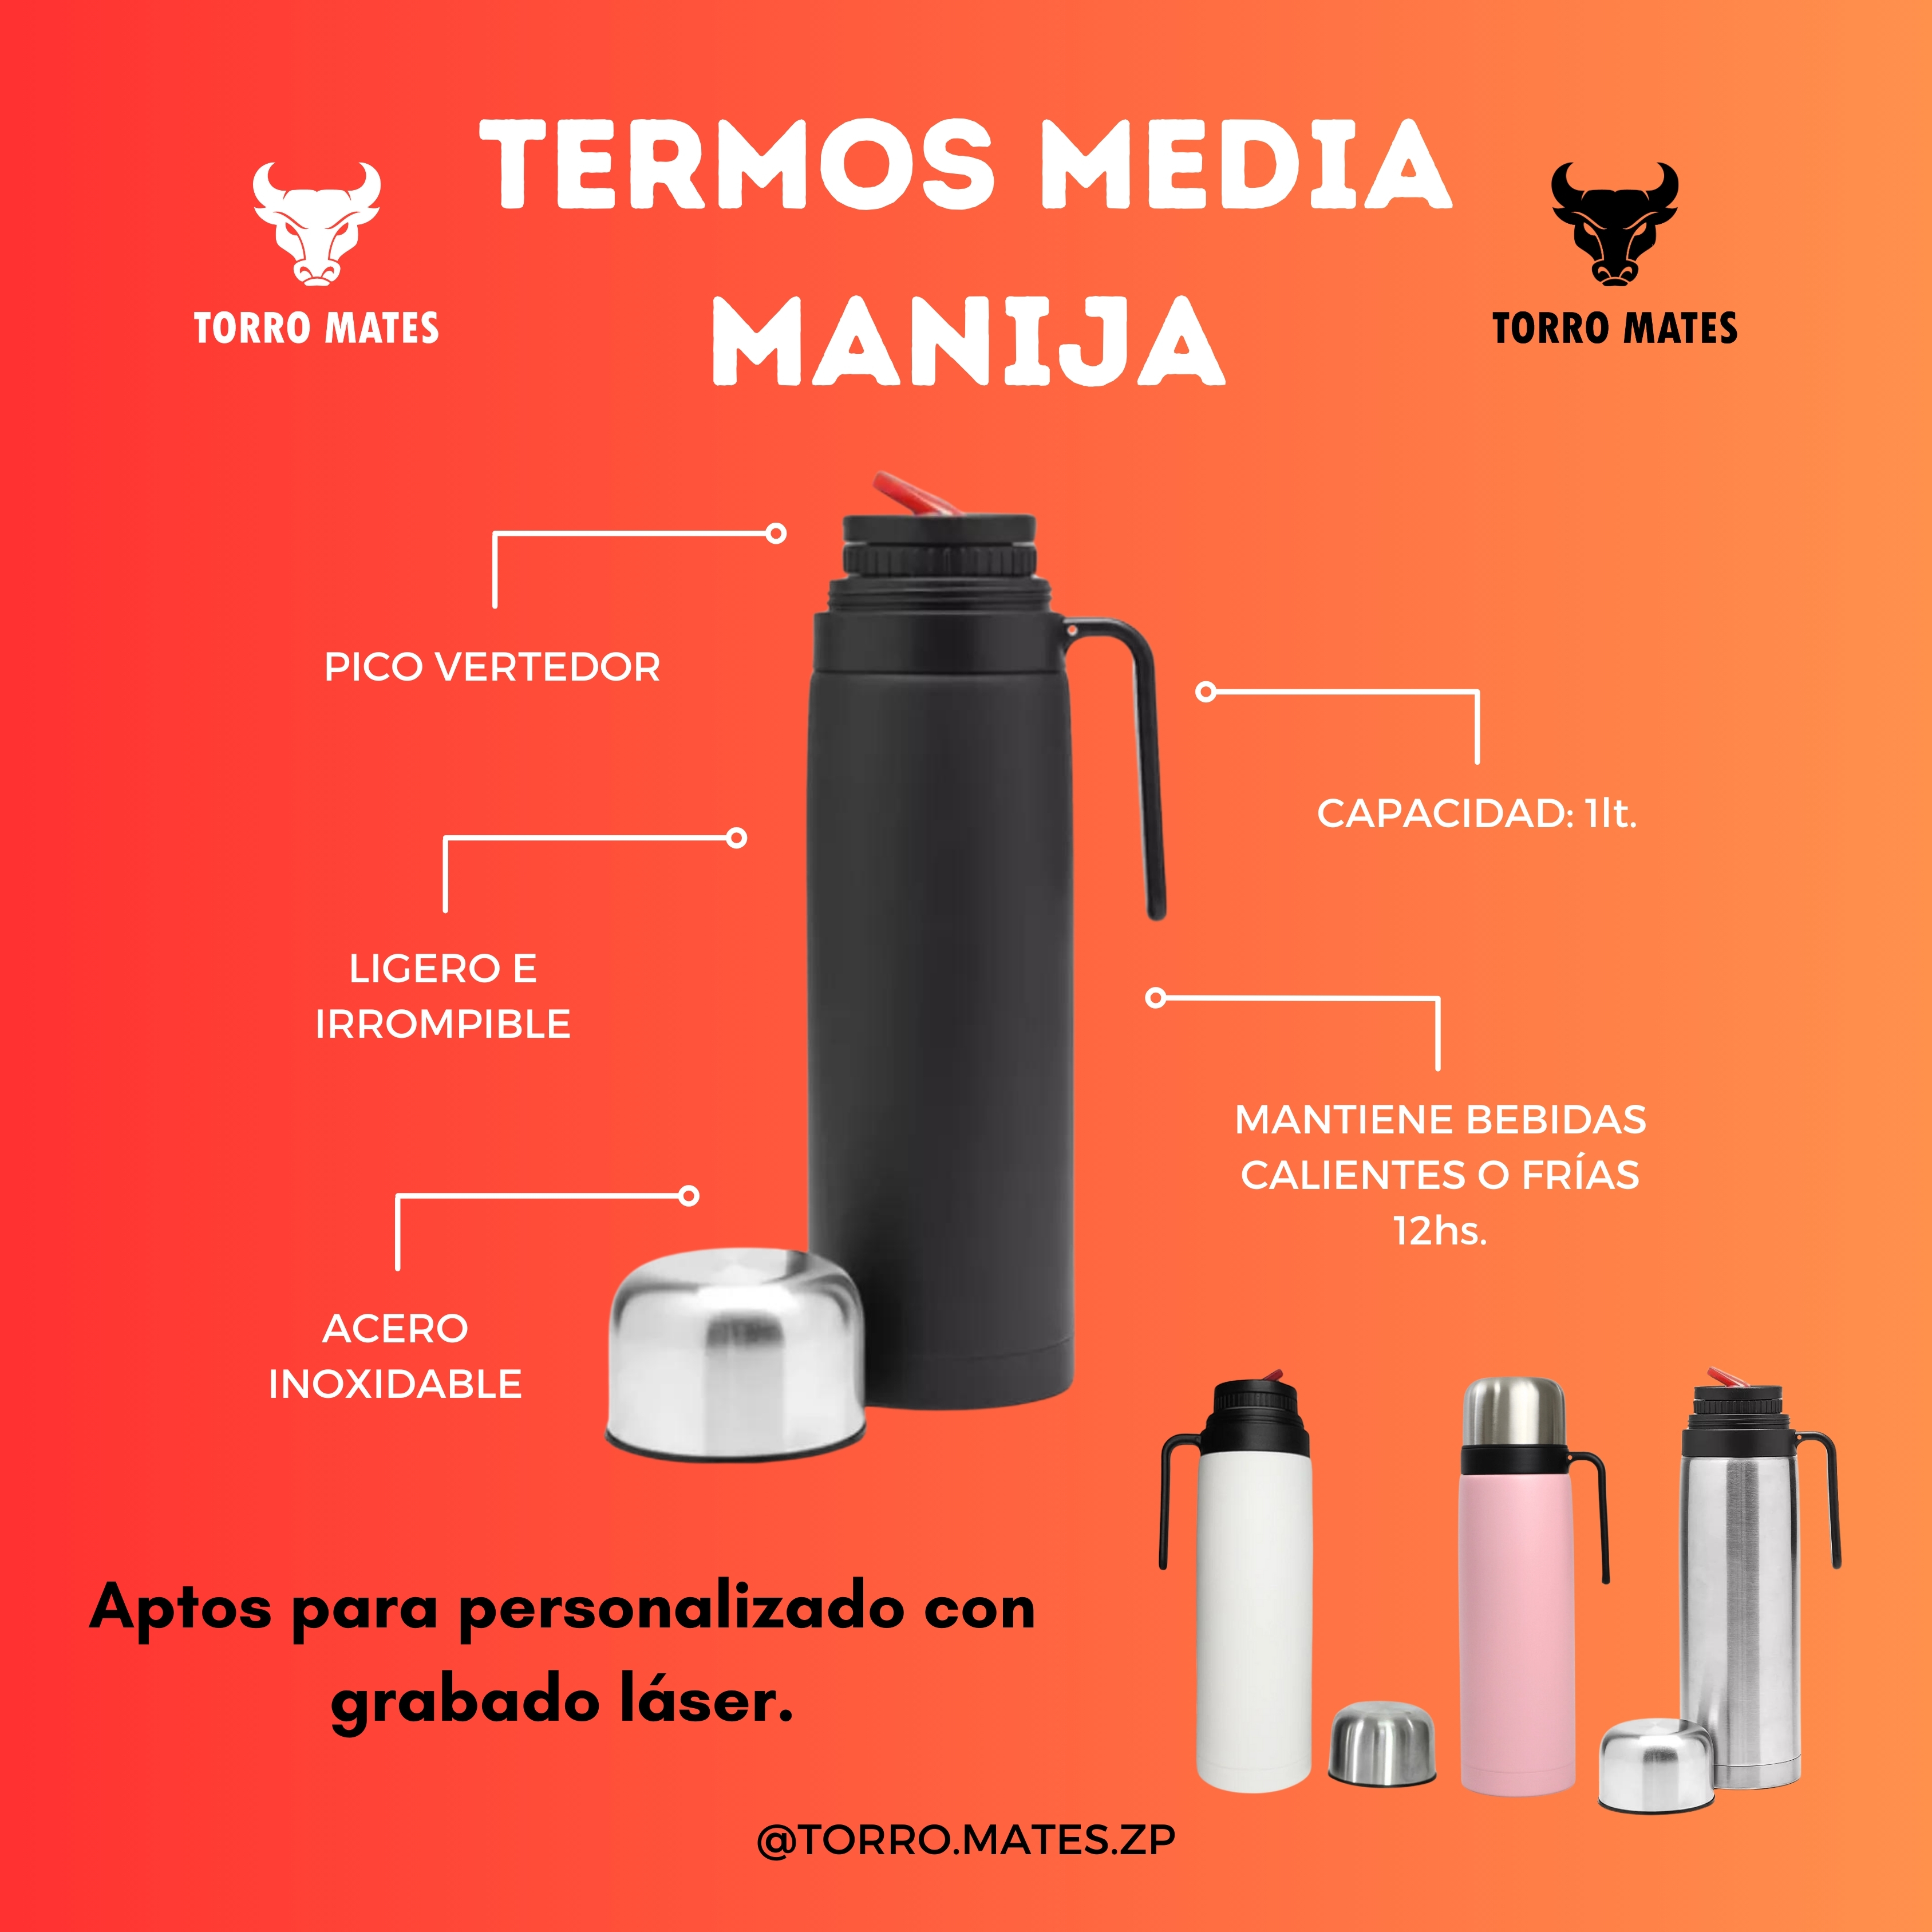 TERMOS MEDIA
MANIJA
TORRO MATES
TORRO MATES
PICO VERTEDOR
CAPACIDAD: 1lt.
LIGERO E
IRROMPIBLE
MANTIENE BEBIDAS
CALIENTES O FRÍAS
12hs.
ACERO
INOXIDABLE
Aptos para personalizado con
grabado láser.
@TORRO.MATES.ZP